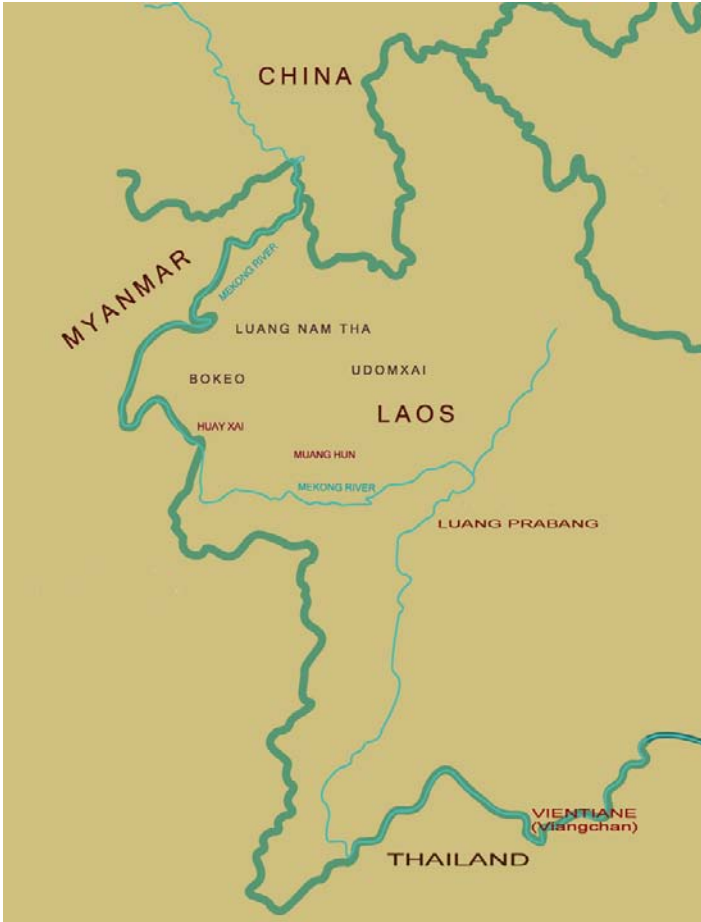 CHINA
MYANMAR
MEKONG RIVER
LUANG NAM THA
UDOMXAI
BOKEO
LAOS
HUAY XAI
MUANG HUN
MEKONG RIVER
LUANG PRABANG
VIENTIANE
(Viangchan)
THAILAND